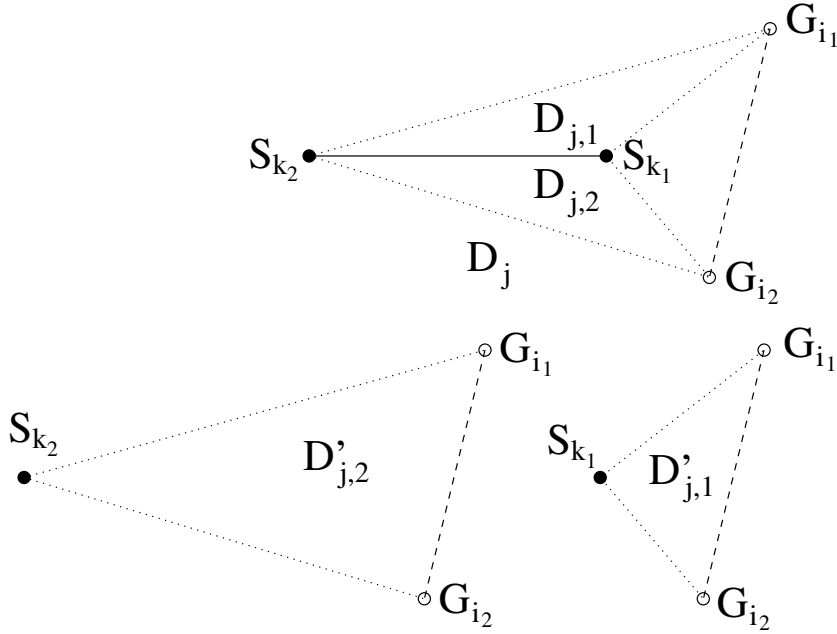 G_{i_1}
D_{j,1}
S_{k_2} S_{k_1}
D_{j,2}
D_j
G_{i_2}
G_{i_1} G_{i_1}
S_{k_2} S_{k_1}
D'_{j,2} D'_{j,1}
G_{i_2} G_{i_2}